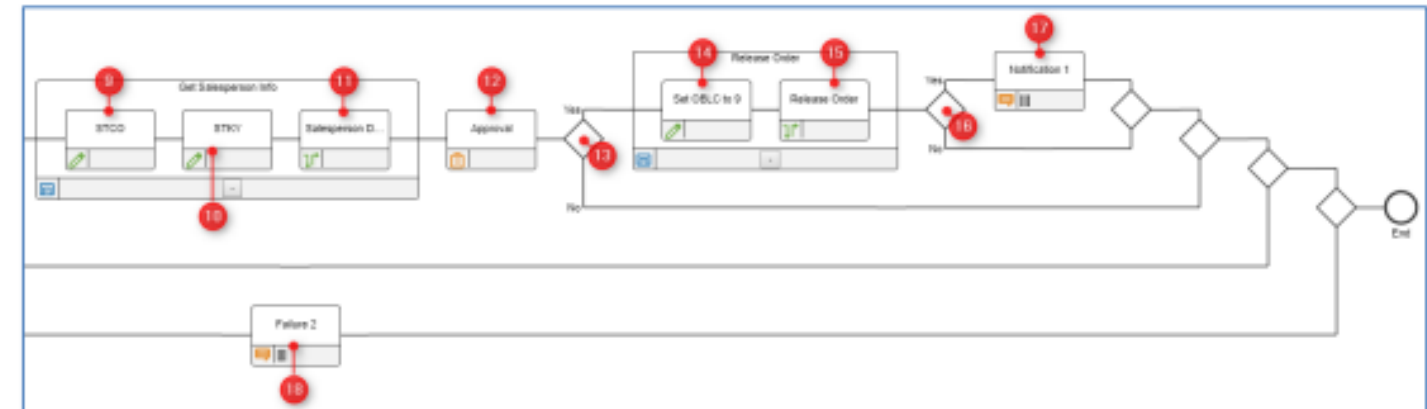 17
14
Release Order
15
9
Get Salesperson Info
11
12
Yes
Notification 1
STCO
STKY
Salesperson D...
Approval
Yes
Set OBLC to 9
Release Order
16
13
No
10
No
End
Failure 2
18